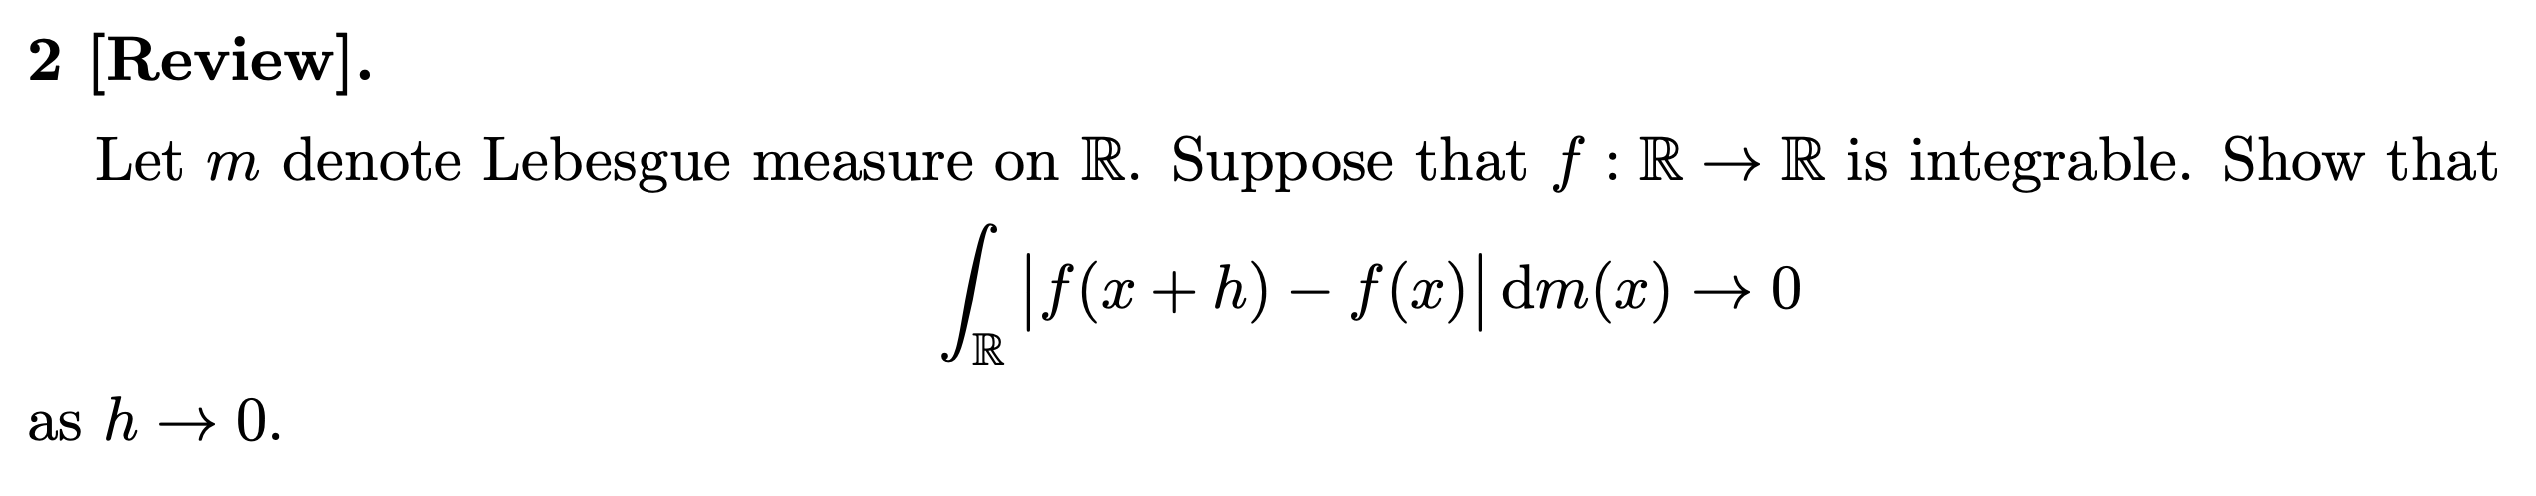 2 [Review].
Let m denote Lebesgue measure on ℝ. Suppose that f : ℝ → ℝ is integrable. Show that
∫_ℝ |f(x + h) − f(x)| dm(x) → 0
as h → 0.